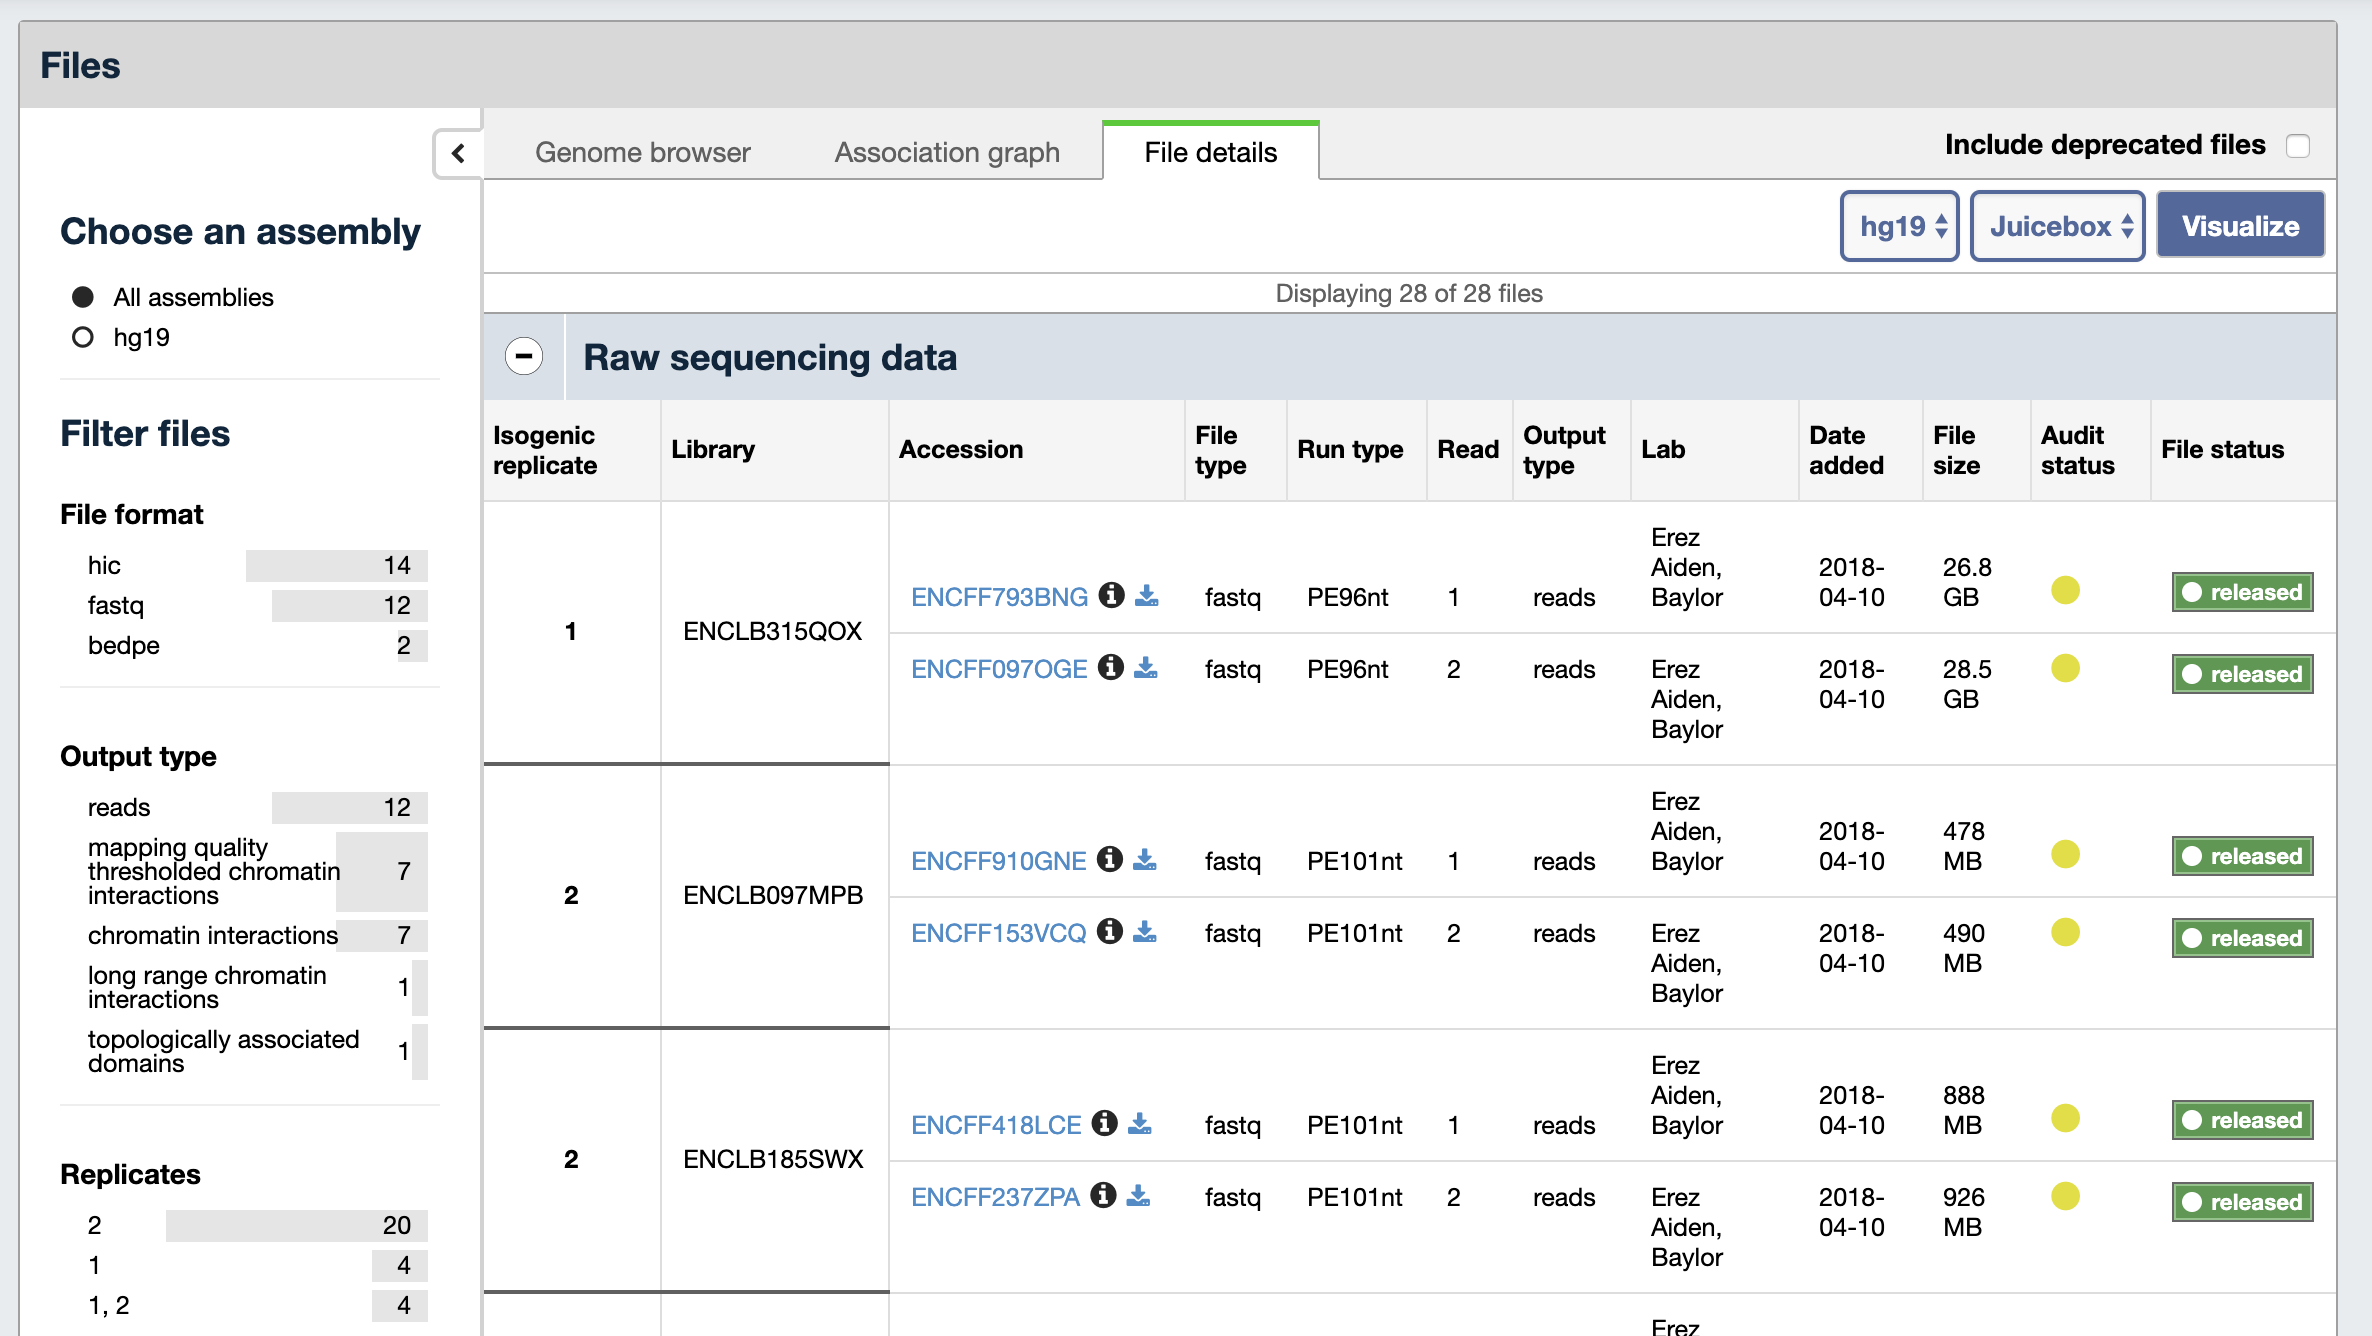 Files
Genome browser
Association graph
File details
Include deprecated files
hg19
Juicebox
Visualize
Choose an assembly
All assemblies
hg19
Filter files
File format
hic 14
fastq 12
bedpe 2
Output type
reads 12
mapping quality
thresholded chromatin 7
interactions
chromatin interactions 7
long range chromatin
interactions 1
topologically associated
domains 1
Replicates
2 20
1 4
1, 2 4
Displaying 28 of 28 files
Raw sequencing data
Isogenic replicate Library Accession File type Run type Read Output type Lab Date added File size Audit status File status
1 ENCLB315QOX
ENCFF793BNG fastq PE96nt 1 reads Erez Aiden, Baylor 2018-04-10 26.8 GB released
ENCFF097OGE fastq PE96nt 2 reads Erez Aiden, Baylor 2018-04-10 28.5 GB released
2 ENCLB097MPB
ENCFF910GNE fastq PE101nt 1 reads Erez Aiden, Baylor 2018-04-10 478 MB released
ENCFF153VCQ fastq PE101nt 2 reads Erez Aiden, Baylor 2018-04-10 490 MB released
2 ENCLB185SWX
ENCFF418LCE fastq PE101nt 1 reads Erez Aiden, Baylor 2018-04-10 888 MB released
ENCFF237ZPA fastq PE101nt 2 reads Erez Aiden, Baylor 2018-04-10 926 MB released
Erez